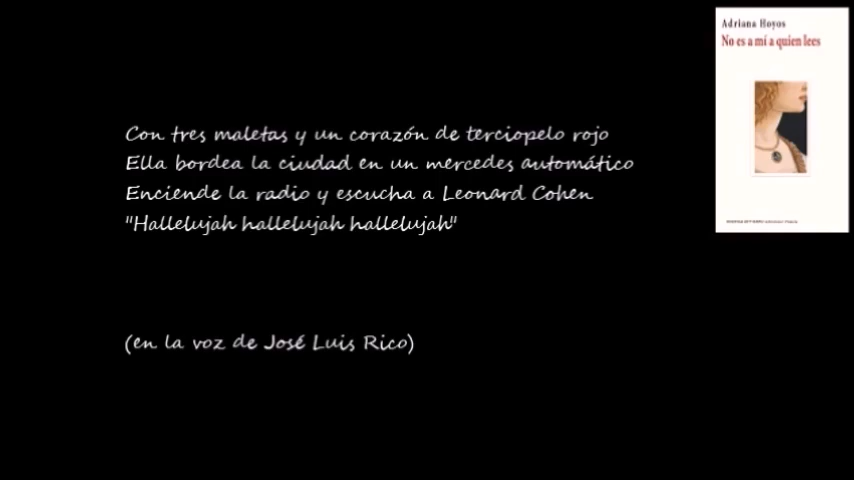 Adriana Hoyos
No es a mí a quien lees
Con tres maletas y un corazón de terciopelo rojo
Ella bordea la ciudad en un mercedes automático
Enciende la radio y escucha a Leonard Cohen
"Hallelujah hallelujah hallelujah"
(en la voz de José Luis Rico)